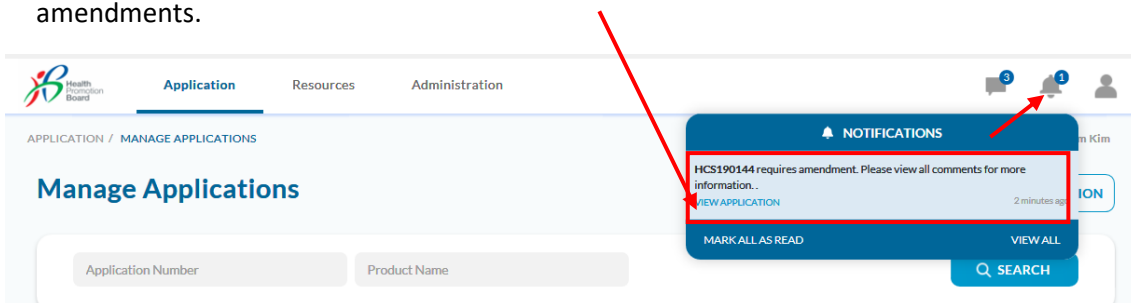 amendments.
Health
Promotion
Board
Application
Resources
Administration
3
1
APPLICATION / MANAGE APPLICATIONS
m Kim
NOTIFICATIONS
HCS190144 requires amendment. Please view all comments for more
information. .
VIEW APPLICATION
2 minutes ago
Manage Applications
ION
MARK ALL AS READ
VIEW ALL
Application Number
Product Name
SEARCH